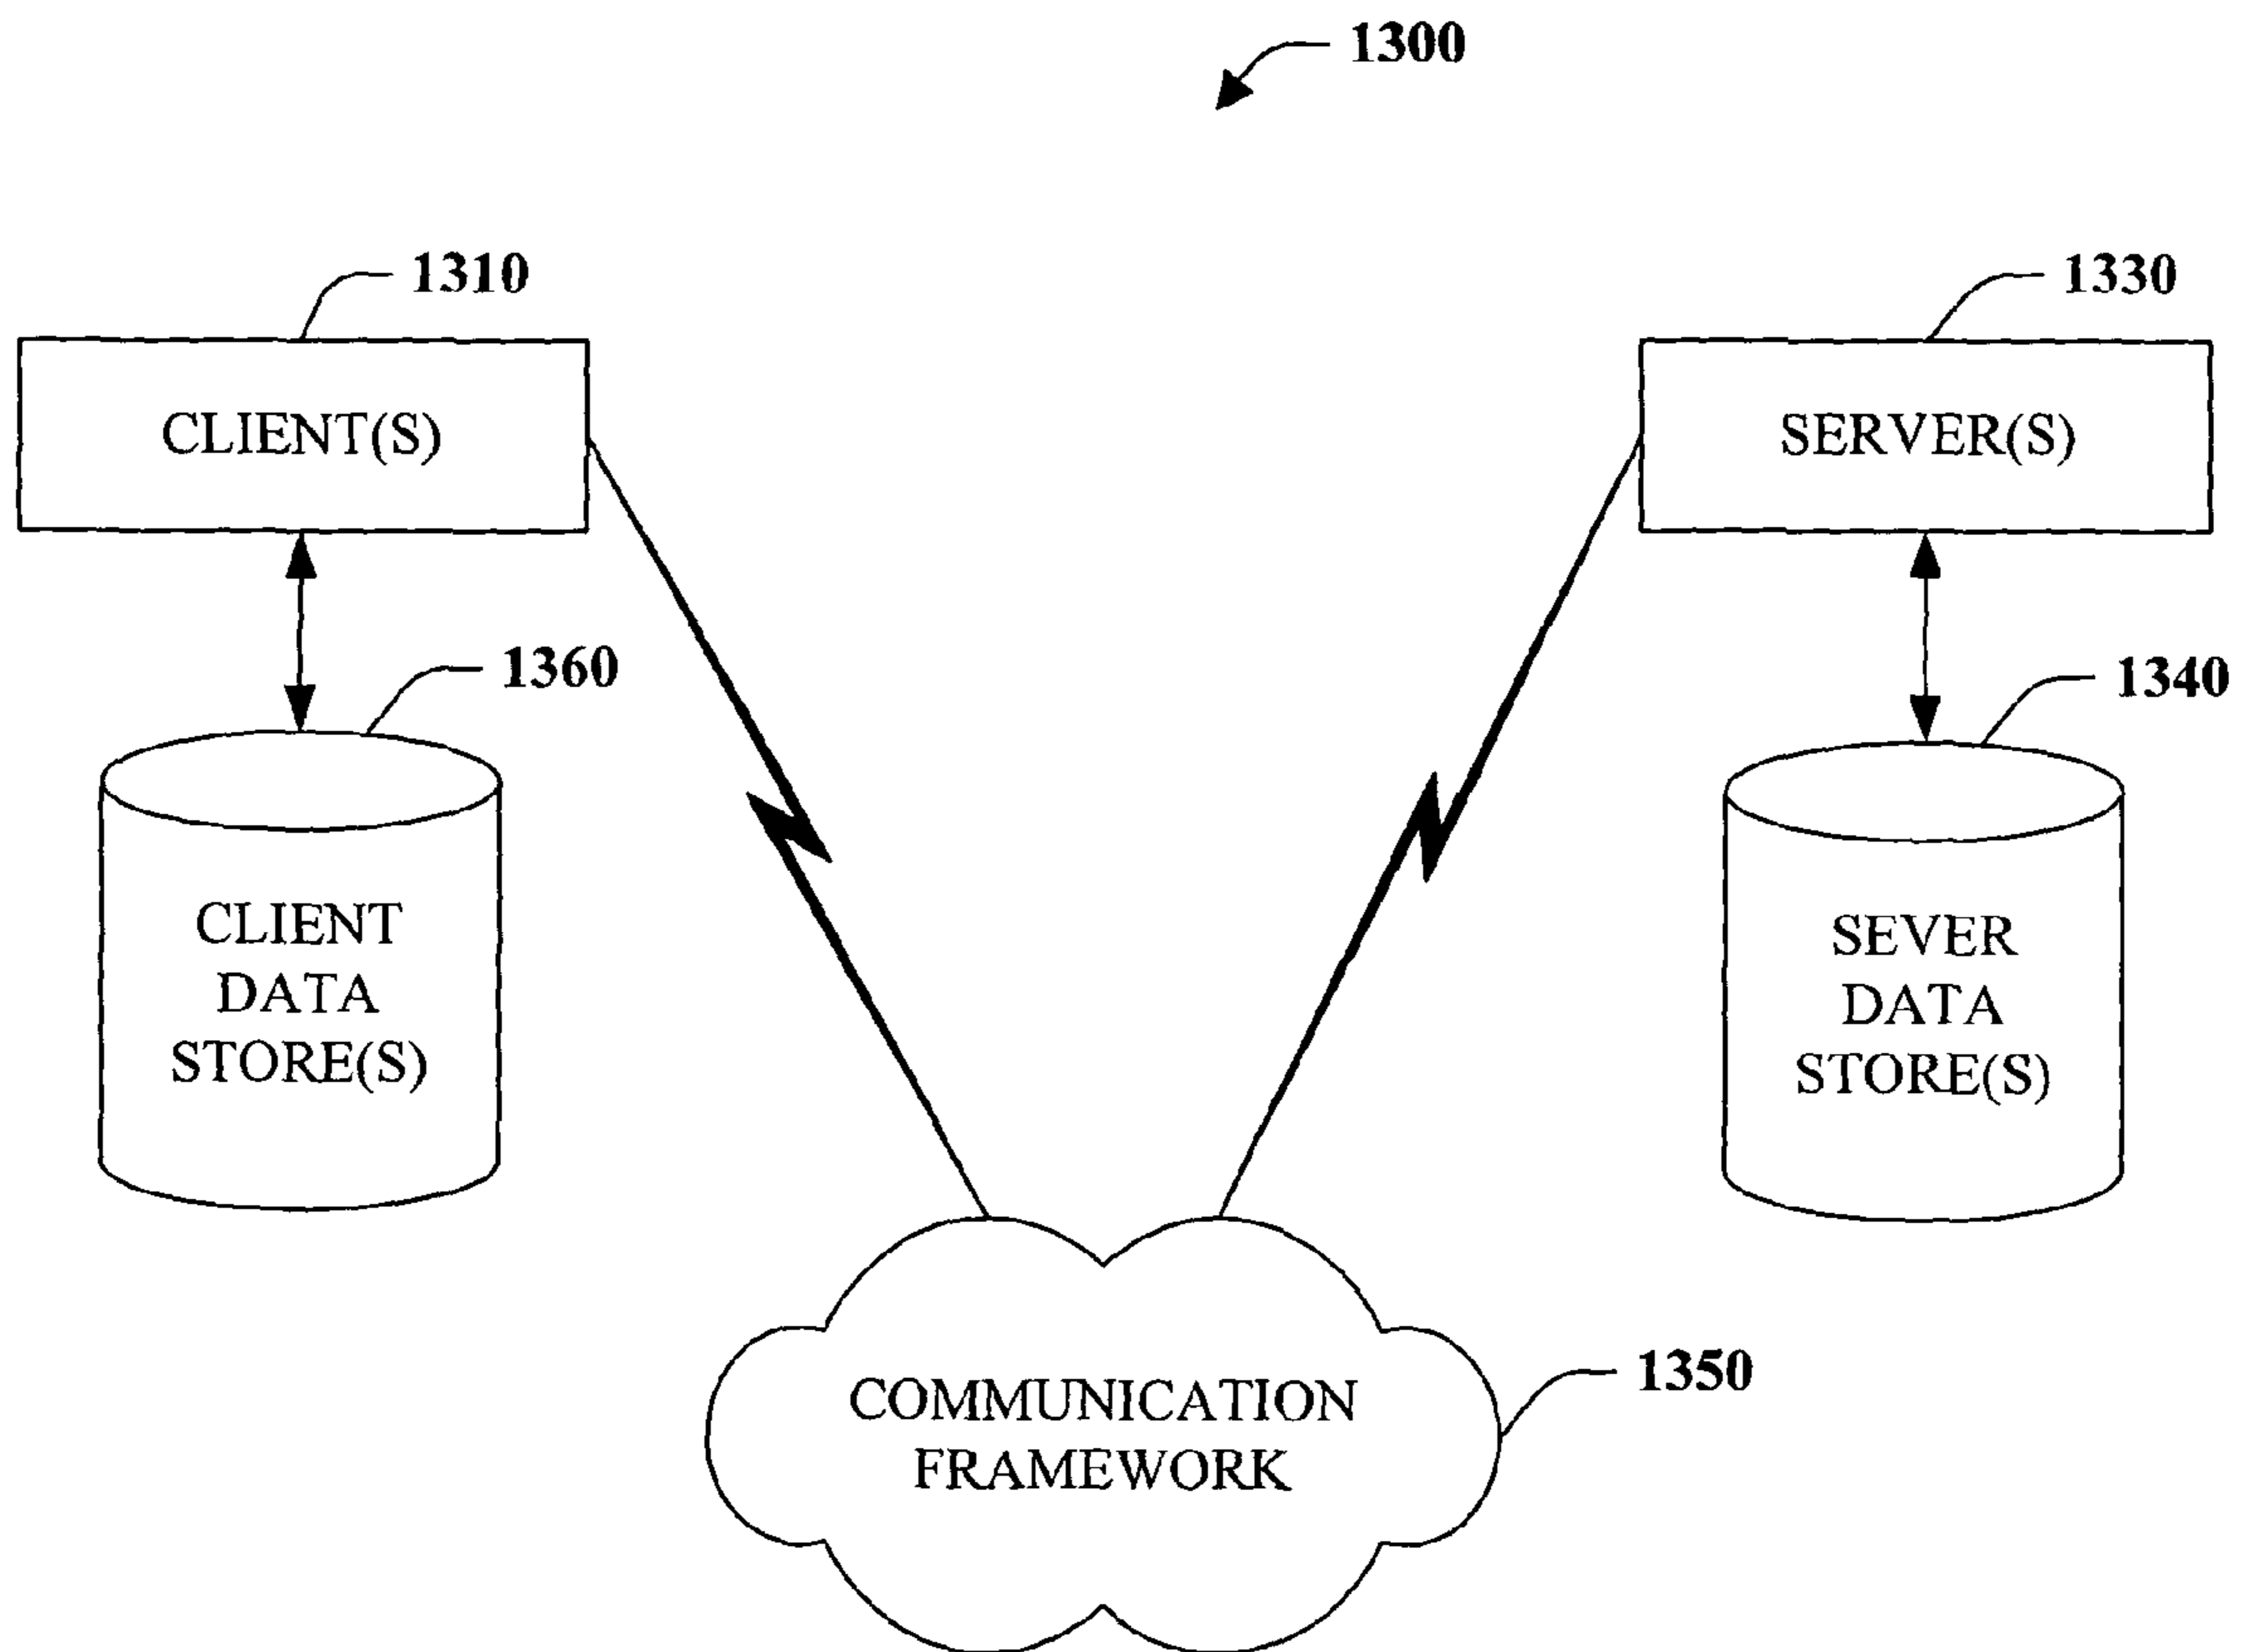 1300
1310
1330
CLIENT(S)
SERVER(S)
1360
1340
CLIENT
DATA
STORE(S)
SEVER
DATA
STORE(S)
1350
COMMUNICATION
FRAMEWORK